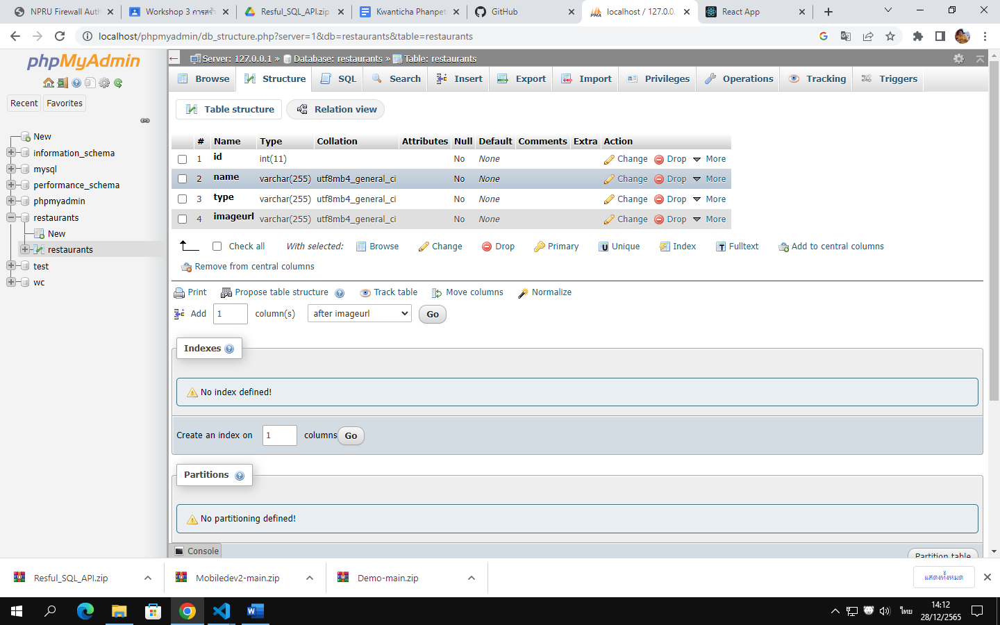 NPRU Firewall Auth
Workshop 3 การสร้า
Resful_SQL_API.zip
Kwanticha Phanpet
GitHub
localhost / 127.0.0.
React App
localhost/phpmyadmin/db_structure.php?server=1&db=restaurants&table=restaurants
phpMyAdmin
Recent
Favorites
New
information_schema
mysql
performance_schema
phpmyadmin
restaurants
New
restaurants
test
wc
Server: 127.0.0.1 » Database: restaurants » Table: restaurants
Browse Structure SQL Search Insert Export Import Privileges Operations Tracking Triggers
Table structure Relation view
# Name Type Collation Attributes Null Default Comments Extra Action
1 id int(11) No None Change Drop More
2 name varchar(255) utf8mb4_general_ci No None Change Drop More
3 type varchar(255) utf8mb4_general_ci No None Change Drop More
4 imageurl varchar(255) utf8mb4_general_ci No None Change Drop More
Check all With selected: Browse Change Drop Primary Unique Index Fulltext Add to central columns
Remove from central columns
Print Propose table structure Track table Move columns Normalize
Add 1 column(s) after imageurl Go
Indexes
No index defined!
Create an index on 1 columns Go
Partitions
No partitioning defined!
Console
Partition table
Resful_SQL_API.zip
Mobiledev2-main.zip
Demo-main.zip
แสดงทั้งหมด
ไทย
14:12
28/12/2565